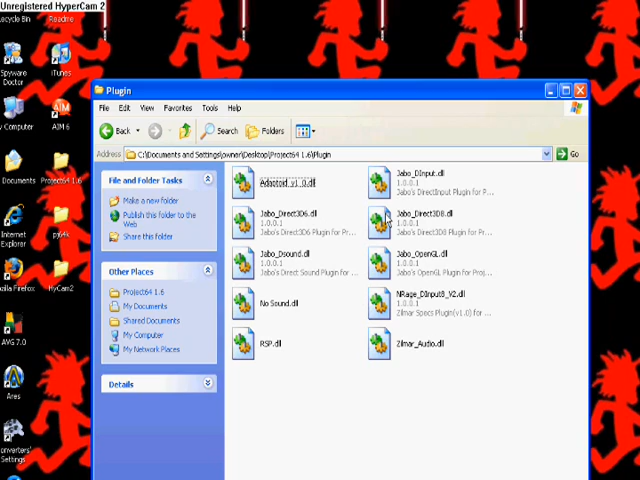 Unregistered HyperCam 2
ecycle Bin
Readme
Spyware
Doctor
iTunes
Computer
AIM 6
Documents
Project64 1.6
Internet
Explorer
pj64k
zilla Firefox
HyCam2
AVG 7.0
Ares
onverters'
Settings
Plugin
File Edit View Favorites Tools Help
Back Search Folders
Address C:\Documents and Settings\owner\Desktop\Project64 1.6\Plugin Go
File and Folder Tasks
Make a new folder
Publish this folder to the
Web
Share this folder
Other Places
Project64 1.6
My Documents
Shared Documents
My Computer
My Network Places
Details
Adaptoid_v1_0.dll
Jabo_DInput.dll
1.0.0.1
Jabo's DirectInput Plugin for P...
Jabo_Direct3D6.dll
1.0.0.1
Jabo's Direct3D6 Plugin for Pr...
Jabo_Direct3D8.dll
1.0.0.1
Jabo's Direct3D8 Plugin for Pr...
Jabo_Dsound.dll
1.0.0.1
Jabo's Direct Sound Plugin for ...
Jabo_OpenGL.dll
1.0.0.1
Jabo's OpenGL Plugin for Proj...
No Sound.dll
NRage_DInput8_V2.dll
1.0.0.1
Zilmar Specs Plugin(v1.0) for ...
RSP.dll
Zilmar_Audio.dll